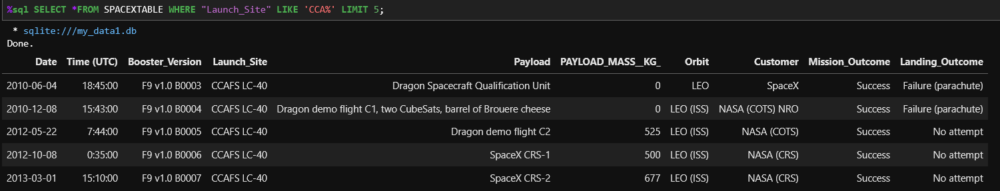 %sql SELECT *FROM SPACEXTABLE WHERE "Launch_Site" LIKE 'CCA%' LIMIT 5;
* sqlite:///my_data1.db
Done.
Date Time (UTC) Booster_Version Launch_Site Payload PAYLOAD_MASS__KG_ Orbit Customer Mission_Outcome Landing_Outcome
2010-06-04 18:45:00 F9 v1.0 B0003 CCAFS LC-40 Dragon Spacecraft Qualification Unit 0 LEO SpaceX Success Failure (parachute)
2010-12-08 15:43:00 F9 v1.0 B0004 CCAFS LC-40 Dragon demo flight C1, two CubeSats, barrel of Brouere cheese 0 LEO (ISS) NASA (COTS) NRO Success Failure (parachute)
2012-05-22 7:44:00 F9 v1.0 B0005 CCAFS LC-40 Dragon demo flight C2 525 LEO (ISS) NASA (COTS) Success No attempt
2012-10-08 0:35:00 F9 v1.0 B0006 CCAFS LC-40 SpaceX CRS-1 500 LEO (ISS) NASA (CRS) Success No attempt
2013-03-01 15:10:00 F9 v1.0 B0007 CCAFS LC-40 SpaceX CRS-2 677 LEO (ISS) NASA (CRS) Success No attempt